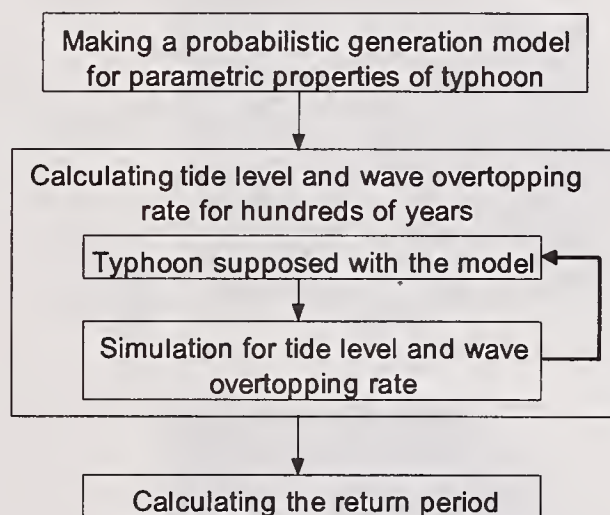 Making a probabilistic generation model
for parametric properties of typhoon
Calculating tide level and wave overtopping
rate for hundreds of years
Typhoon supposed with the model
Simulation for tide level and wave
overtopping rate
Calculating the return period